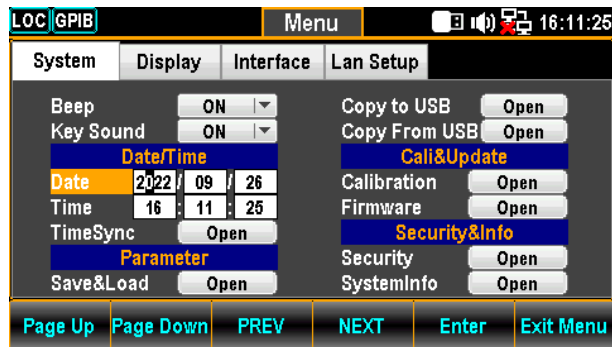 LOC GPIB Menu 16:11:25
System Display Interface Lan Setup
Beep ON Copy to USB Open
Key Sound ON Copy From USB Open
Date/Time Cali&Update
Date 2022 / 09 / 26 Calibration Open
Time 16 : 11 : 25 Firmware Open
TimeSync Open Security&Info
Parameter Security Open
Save&Load Open SystemInfo Open
Page Up Page Down PREV NEXT Enter Exit Menu